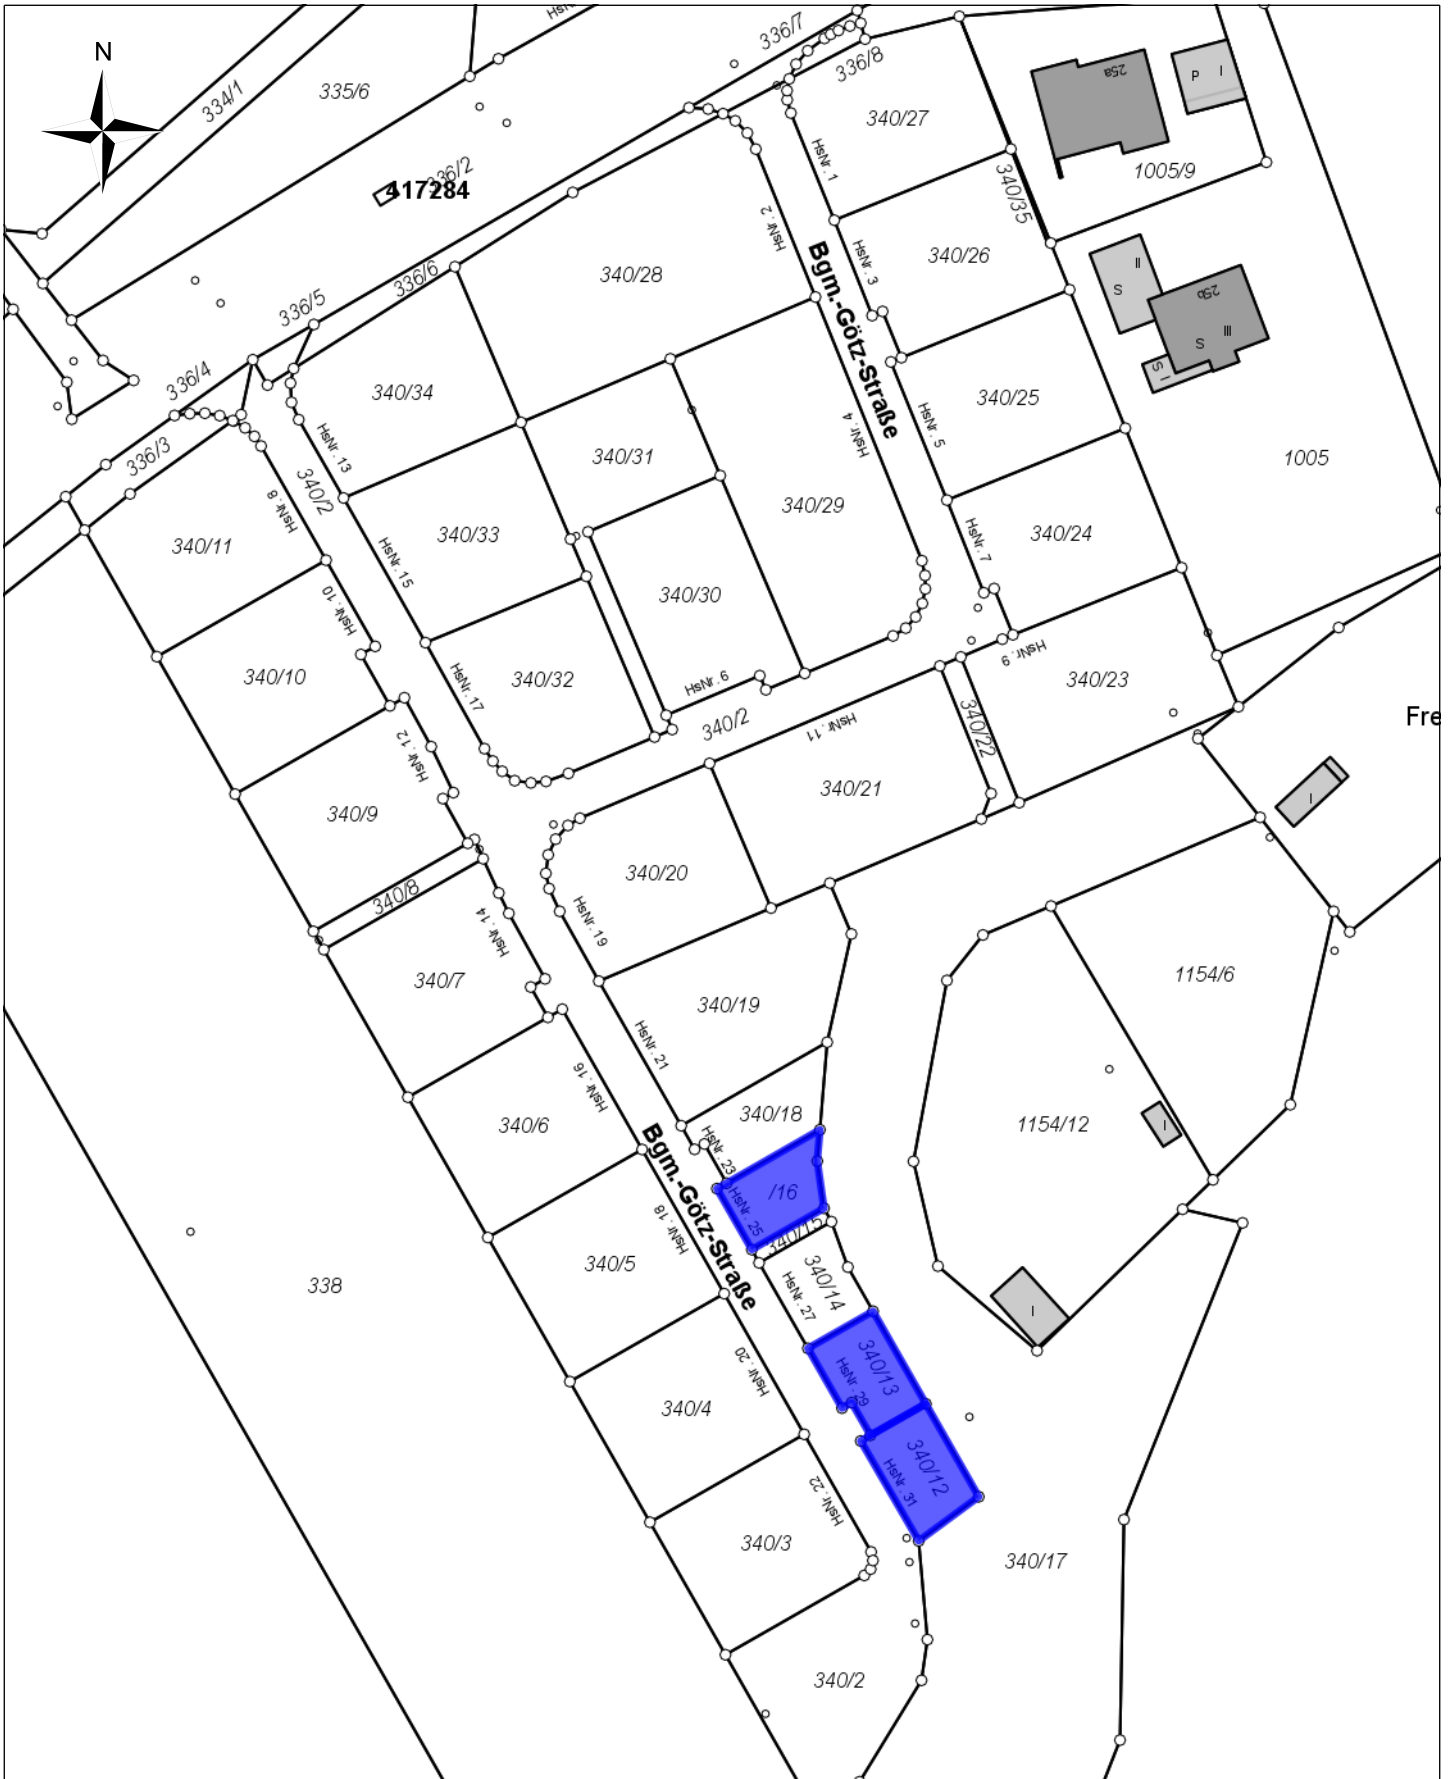 N
HsN
336/7
336/8
334/1
335/6
25a
P I
340/27
HsNr. 1
1005/9
336/2
417284
340/35
HsNr. 2
340/26
HsNr. 3
II
S
25b
III
S
S I
340/28
336/6
336/5
Bgm.-Götz-Straße
336/4
340/34
340/25
HsNr. 4
HsNr. 5
HsNr. 13
340/31
1005
336/3
340/2
HsNr. 8
340/29
340/33
340/24
340/11
HsNr. 7
HsNr. 15
340/30
HsNr. 10
HsNr. 9
340/10
340/32
340/23
HsNr. 6
HsNr. 17
340/2
HsNr. 11
340/22
Fre
HsNr. 12
340/21
I
340/9
340/20
340/8
HsNr. 14
HsNr. 19
340/7
1154/6
340/19
HsNr. 21
HsNr. 16
340/18
340/6
1154/12
I
HsNr. 23
Bgm.-Götz-Straße
/16
HsNr. 25
HsNr. 18
340/15
340/5
340/14
HsNr. 27
338
I
HsNr. 20
340/13
HsNr. 29
340/4
340/12
HsNr. 31
HsNr. 22
340/3
340/17
340/2